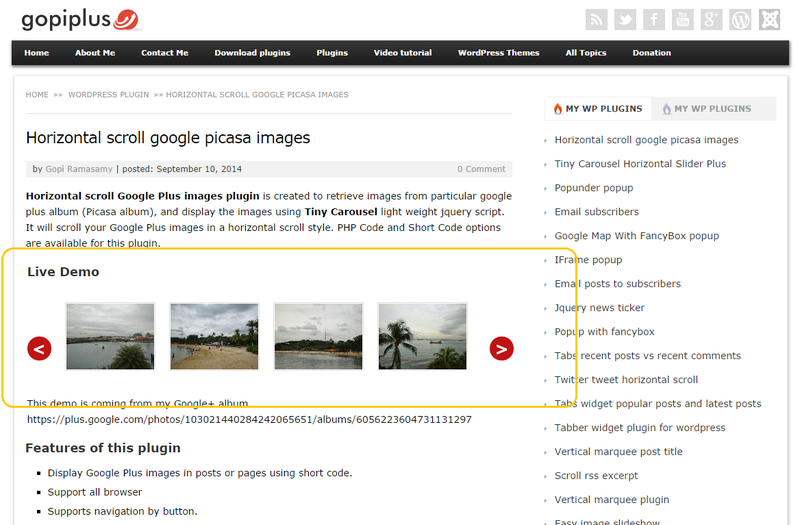 gopiplus
Home About Me Contact Me Download plugins Plugins Video tutorial WordPress Themes All Topics Donation
HOME »» WORDPRESS PLUGIN »» HORIZONTAL SCROLL GOOGLE PICASA IMAGES
Horizontal scroll google picasa images
by Gopi Ramasamy | posted: September 10, 2014 0 Comment
Horizontal scroll Google Plus images plugin is created to retrieve images from particular google
plus album (Picasa album), and display the images using Tiny Carousel light weight jquery script.
It will scroll your Google Plus images in a horizontal scroll style. PHP Code and Short Code options
are available for this plugin.
Live Demo
< >
This demo is coming from my Google+ album
https://plus.google.com/photos/103021440284242065651/albums/6056223604731131297
Features of this plugin
Display Google Plus images in posts or pages using short code.
Support all browser
Supports navigation by button.
MY WP PLUGINS MY WP PLUGINS
Horizontal scroll google picasa images
Tiny Carousel Horizontal Slider Plus
Popunder popup
Email subscribers
Google Map With FancyBox popup
IFrame popup
Email posts to subscribers
Jquery news ticker
Popup with fancybox
Tabs recent posts vs recent comments
Twitter tweet horizontal scroll
Tabs widget popular posts and latest posts
Tabber widget plugin for wordpress
Vertical marquee post title
Scroll rss excerpt
Vertical marquee plugin
Easy image slideshow